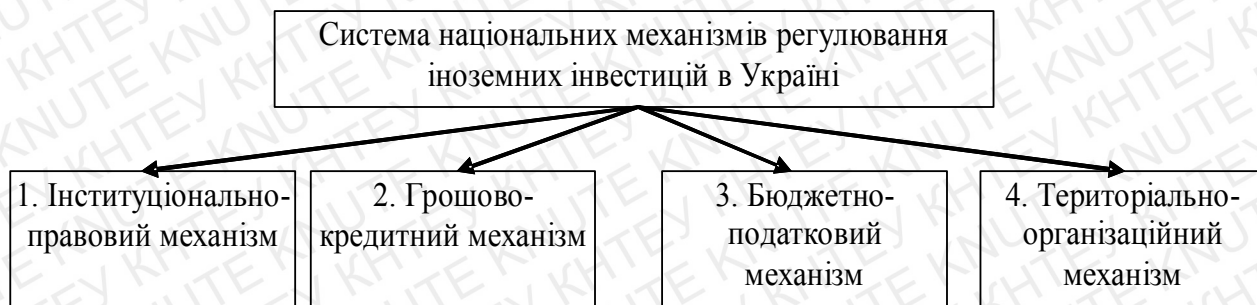 Система національних механізмів регулювання
іноземних інвестицій в Україні
1. Інституціонально-
правовий механізм
2. Грошово-
кредитний механізм
3. Бюджетно-
податковий
механізм
4. Територіально-
організаційний
механізм